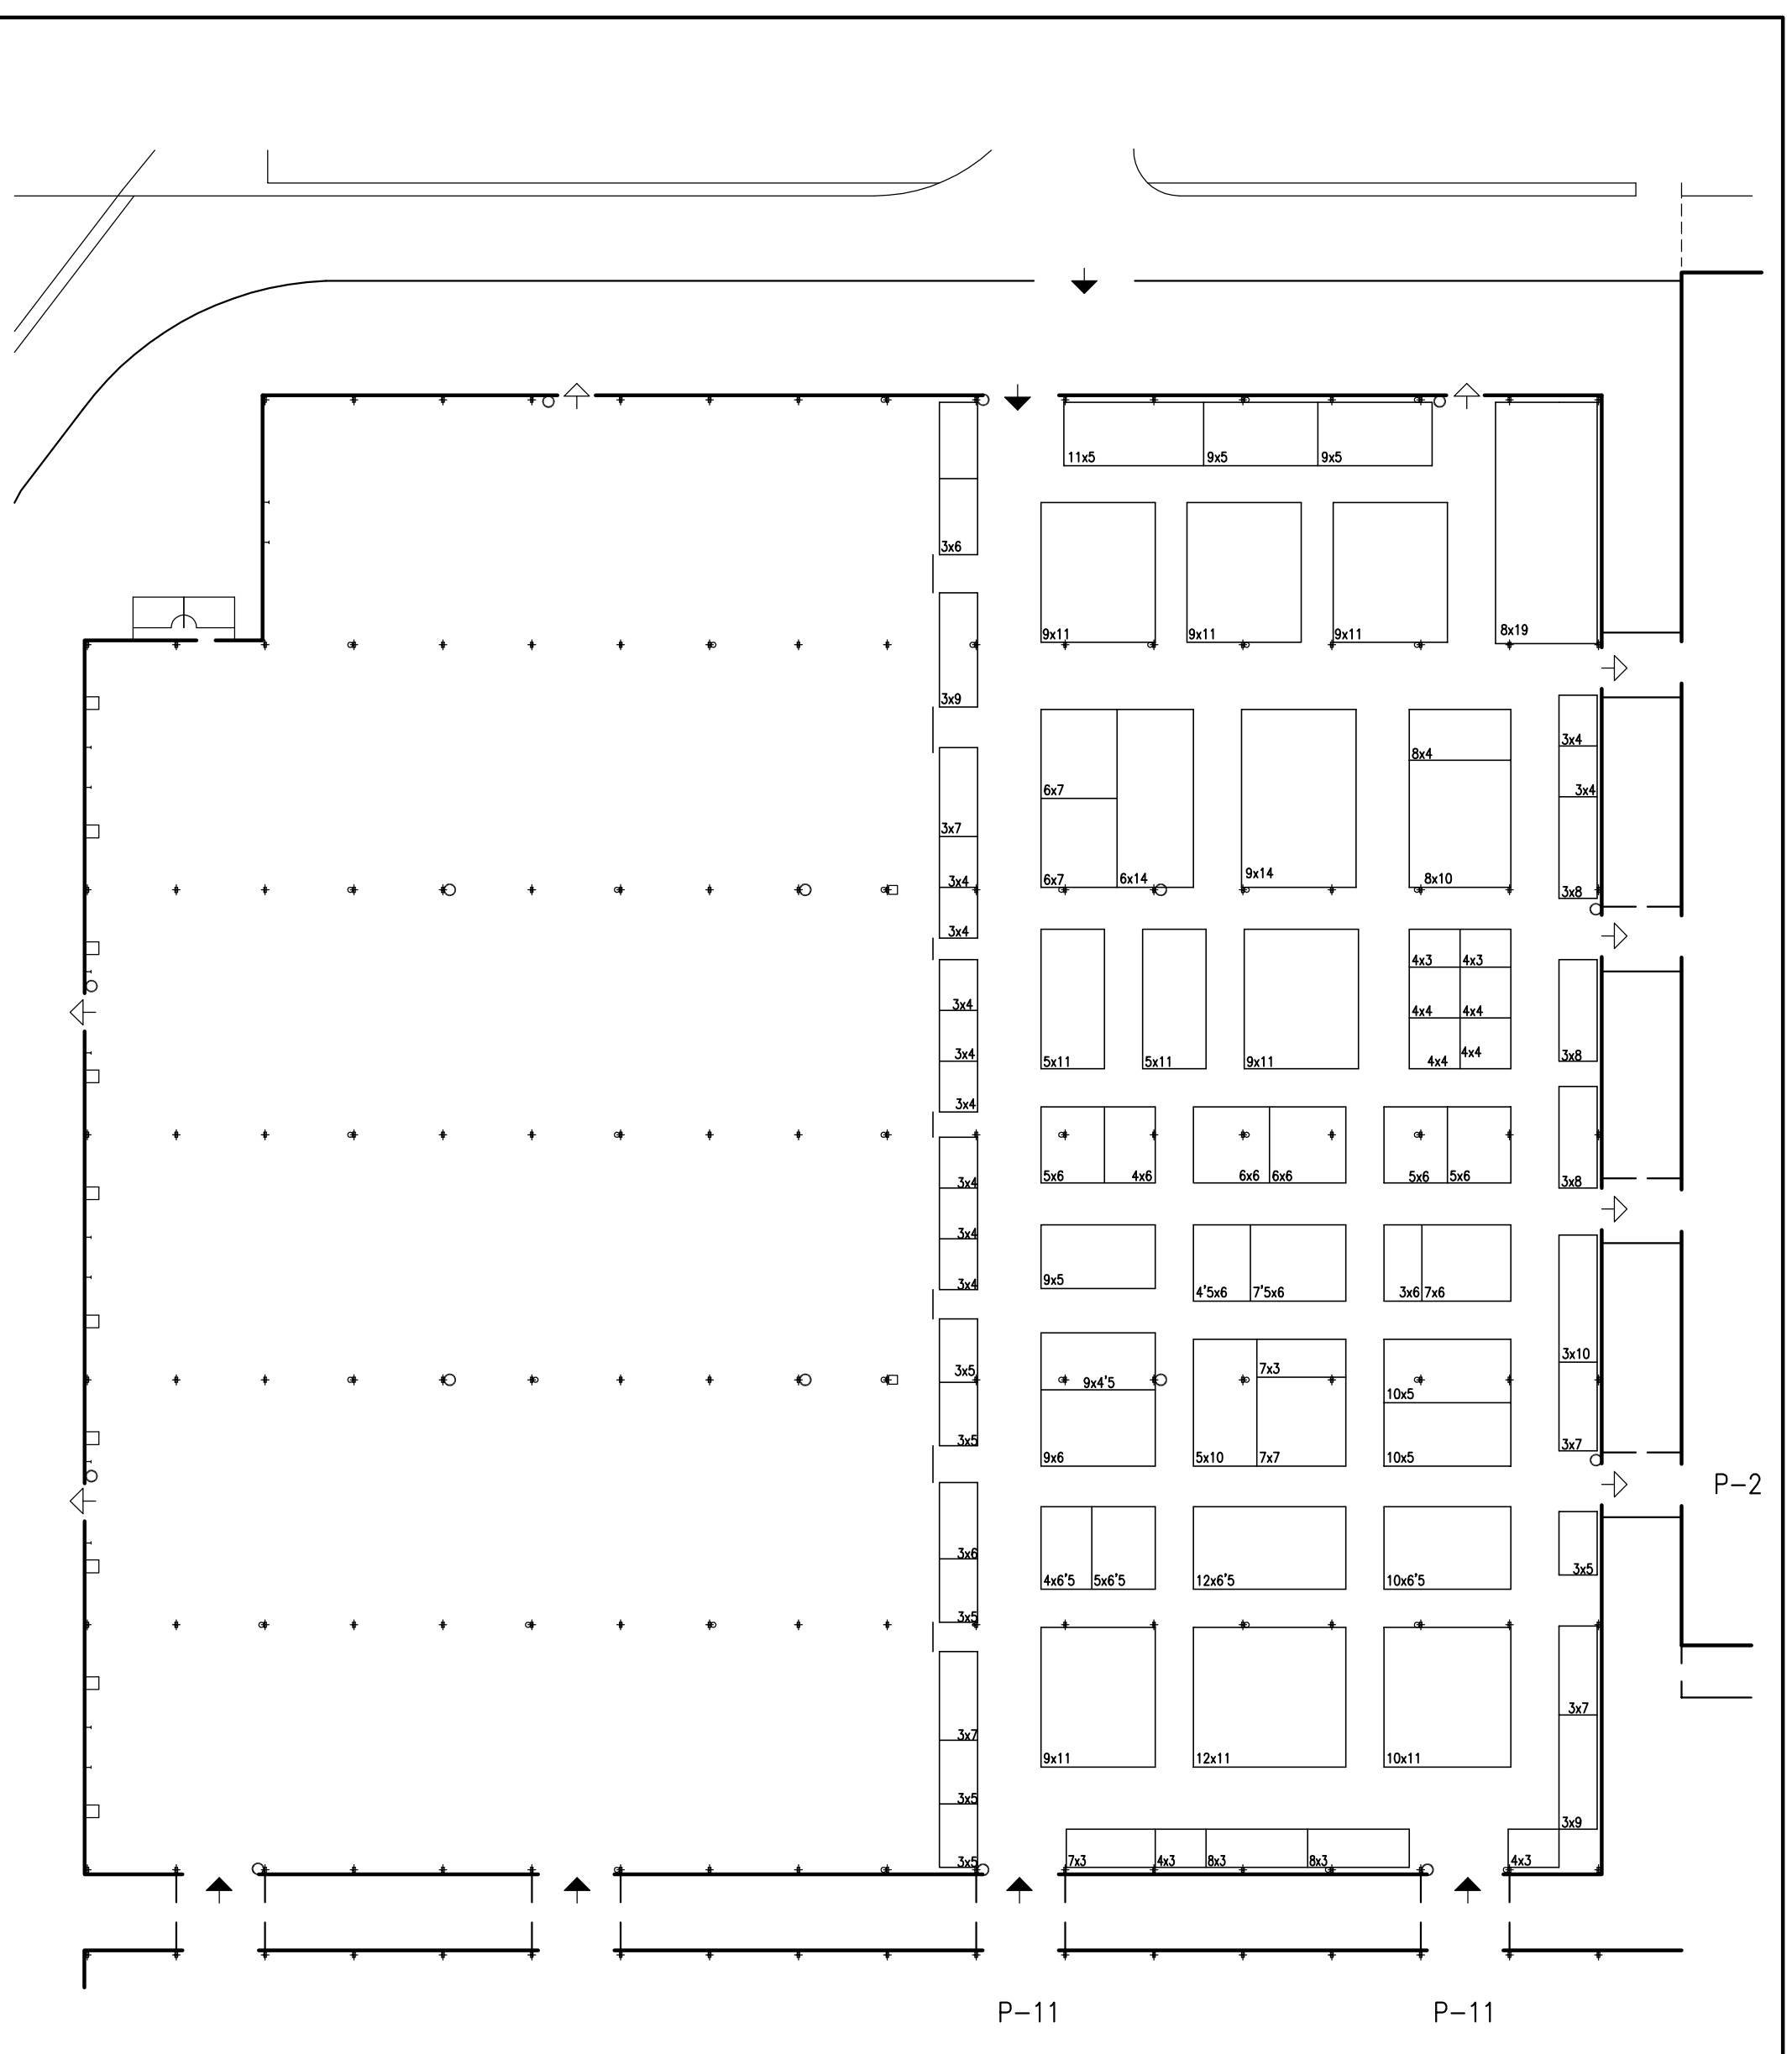 11x5 9x5 9x5
3x6
9x11 9x11 9x11 8x19
3x9
3x4
8x4
6x7 3x4
3x7
9x14
3x4 6x7 6x14 8x10
3x8
3x4
4x3 4x3
3x4
4x4 4x4
3x4 5x11 5x11 9x11 4x4 4x4 3x8
3x4
5x6 4x6 6x6 6x6 5x6 5x6
3x4 3x8
3x4
3x4 9x5 4'5x6 7'5x6 3x6 7x6
3x10
3x5 7x3
9x4'5 10x5
3x5 3x7
9x6 5x10 7x7 10x5
P-2
3x6
3x5
4x6'5 5x6'5 12x6'5 10x6'5
3x5
3x7
3x7 9x11 12x11 10x11
3x5
3x9
3x5 7x3 4x3 8x3 8x3 4x3
P-11 P-11